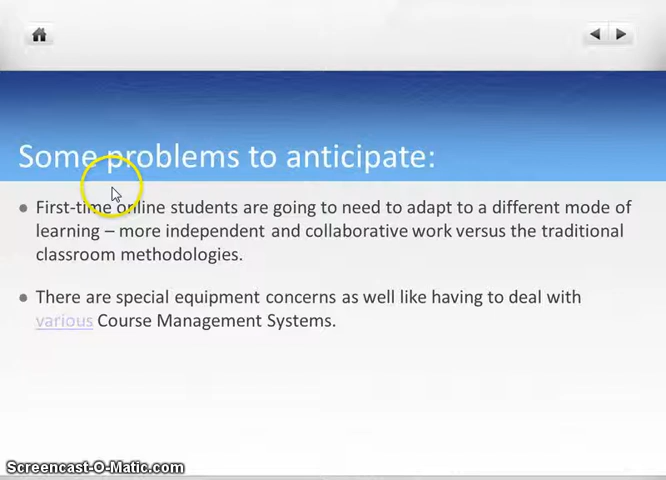 Some problems to anticipate:
First-time online students are going to need to adapt to a different mode of
learning – more independent and collaborative work versus the traditional
classroom methodologies.
There are special equipment concerns as well like having to deal with
various Course Management Systems.
Screencast-O-Matic.com